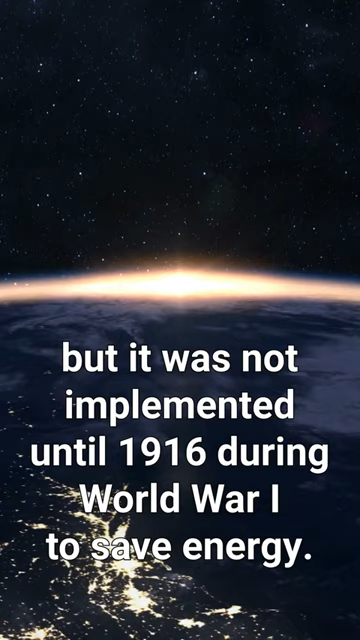 but it was not
implemented
until 1916 during
World War I
to save energy.